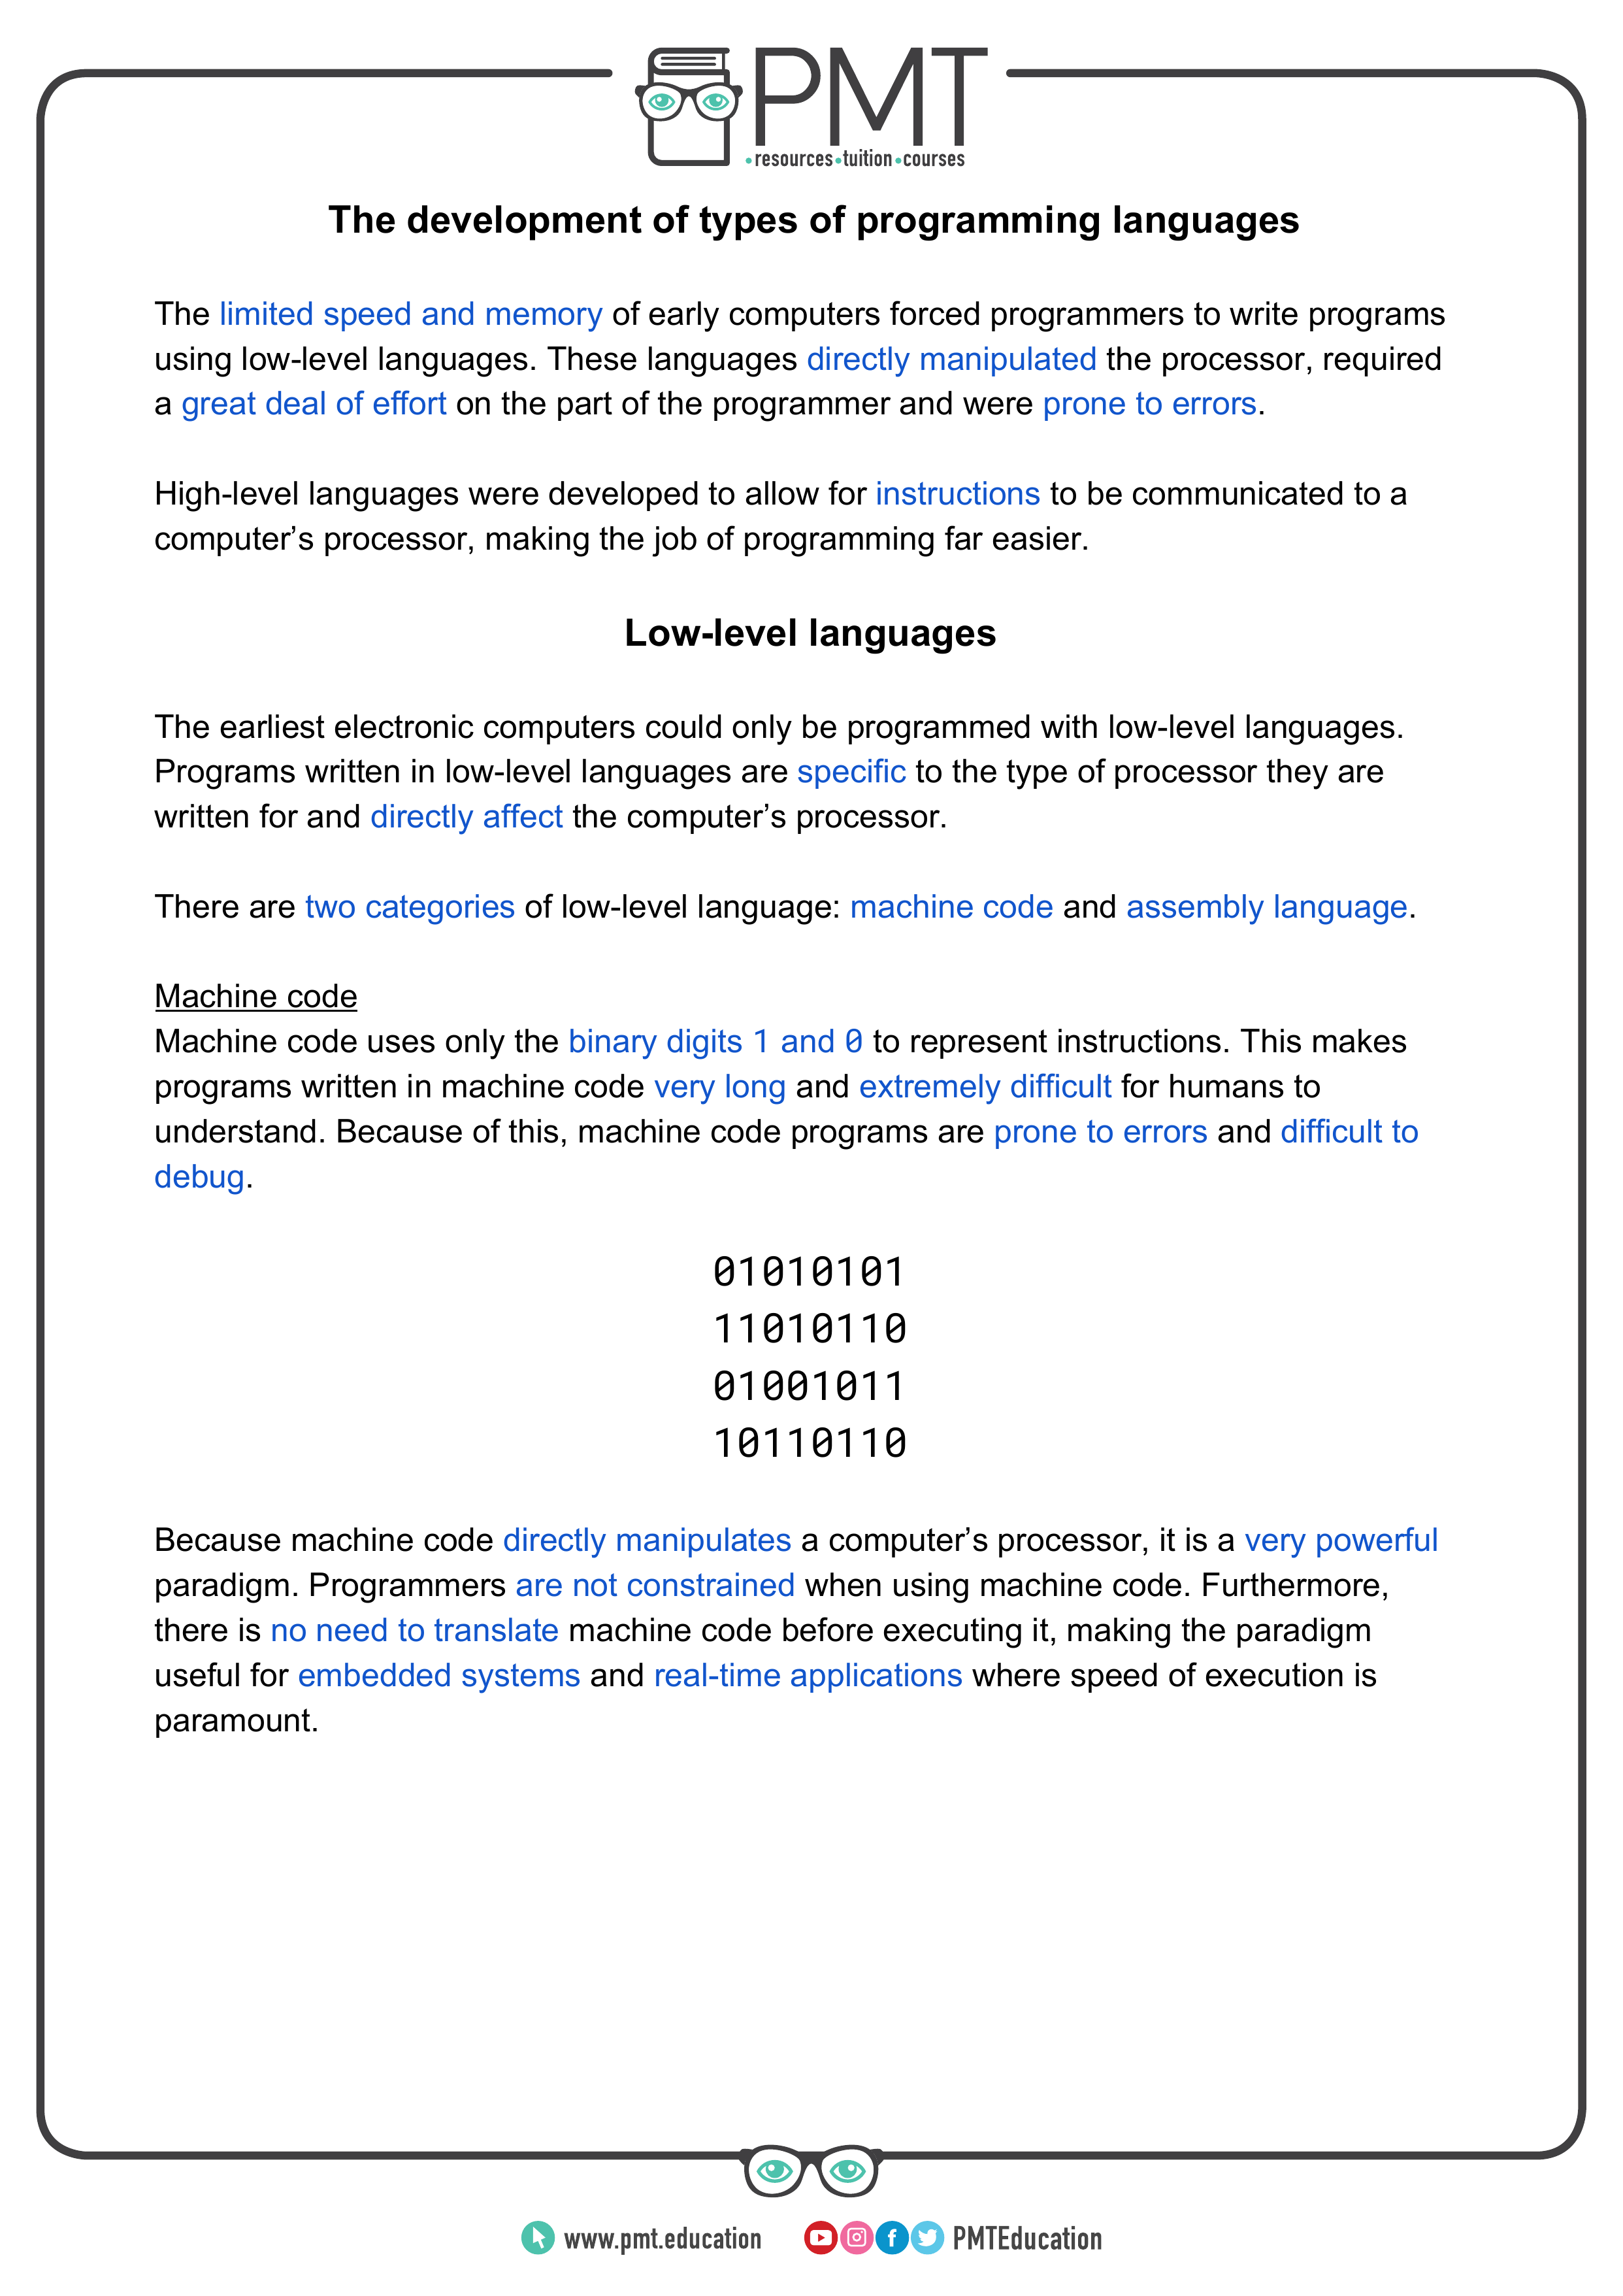 PMT
•resources•tuition•courses
The development of types of programming languages
The limited speed and memory of early computers forced programmers to write programs
using low-level languages. These languages directly manipulated the processor, required
a great deal of effort on the part of the programmer and were prone to errors.
High-level languages were developed to allow for instructions to be communicated to a
computer’s processor, making the job of programming far easier.
Low-level languages
The earliest electronic computers could only be programmed with low-level languages.
Programs written in low-level languages are specific to the type of processor they are
written for and directly affect the computer’s processor.
There are two categories of low-level language: machine code and assembly language.
Machine code
Machine code uses only the binary digits 1 and 0 to represent instructions. This makes
programs written in machine code very long and extremely difficult for humans to
understand. Because of this, machine code programs are prone to errors and difficult to
debug.
01010101
11010110
01001011
10110110
Because machine code directly manipulates a computer’s processor, it is a very powerful
paradigm. Programmers are not constrained when using machine code. Furthermore,
there is no need to translate machine code before executing it, making the paradigm
useful for embedded systems and real-time applications where speed of execution is
paramount.
www.pmt.education PMTEducation